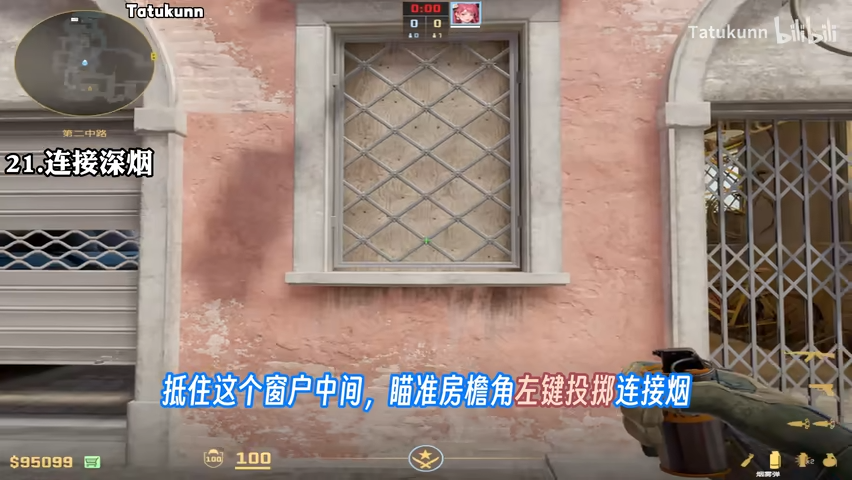 Tatukunn
0:00
0 0
Tatukunn bilibili
第二中路
21.连接深烟
抵住这个窗户中间，瞄准房檐角左键投掷连接烟
$95099
100
100
x2
烟雾弹